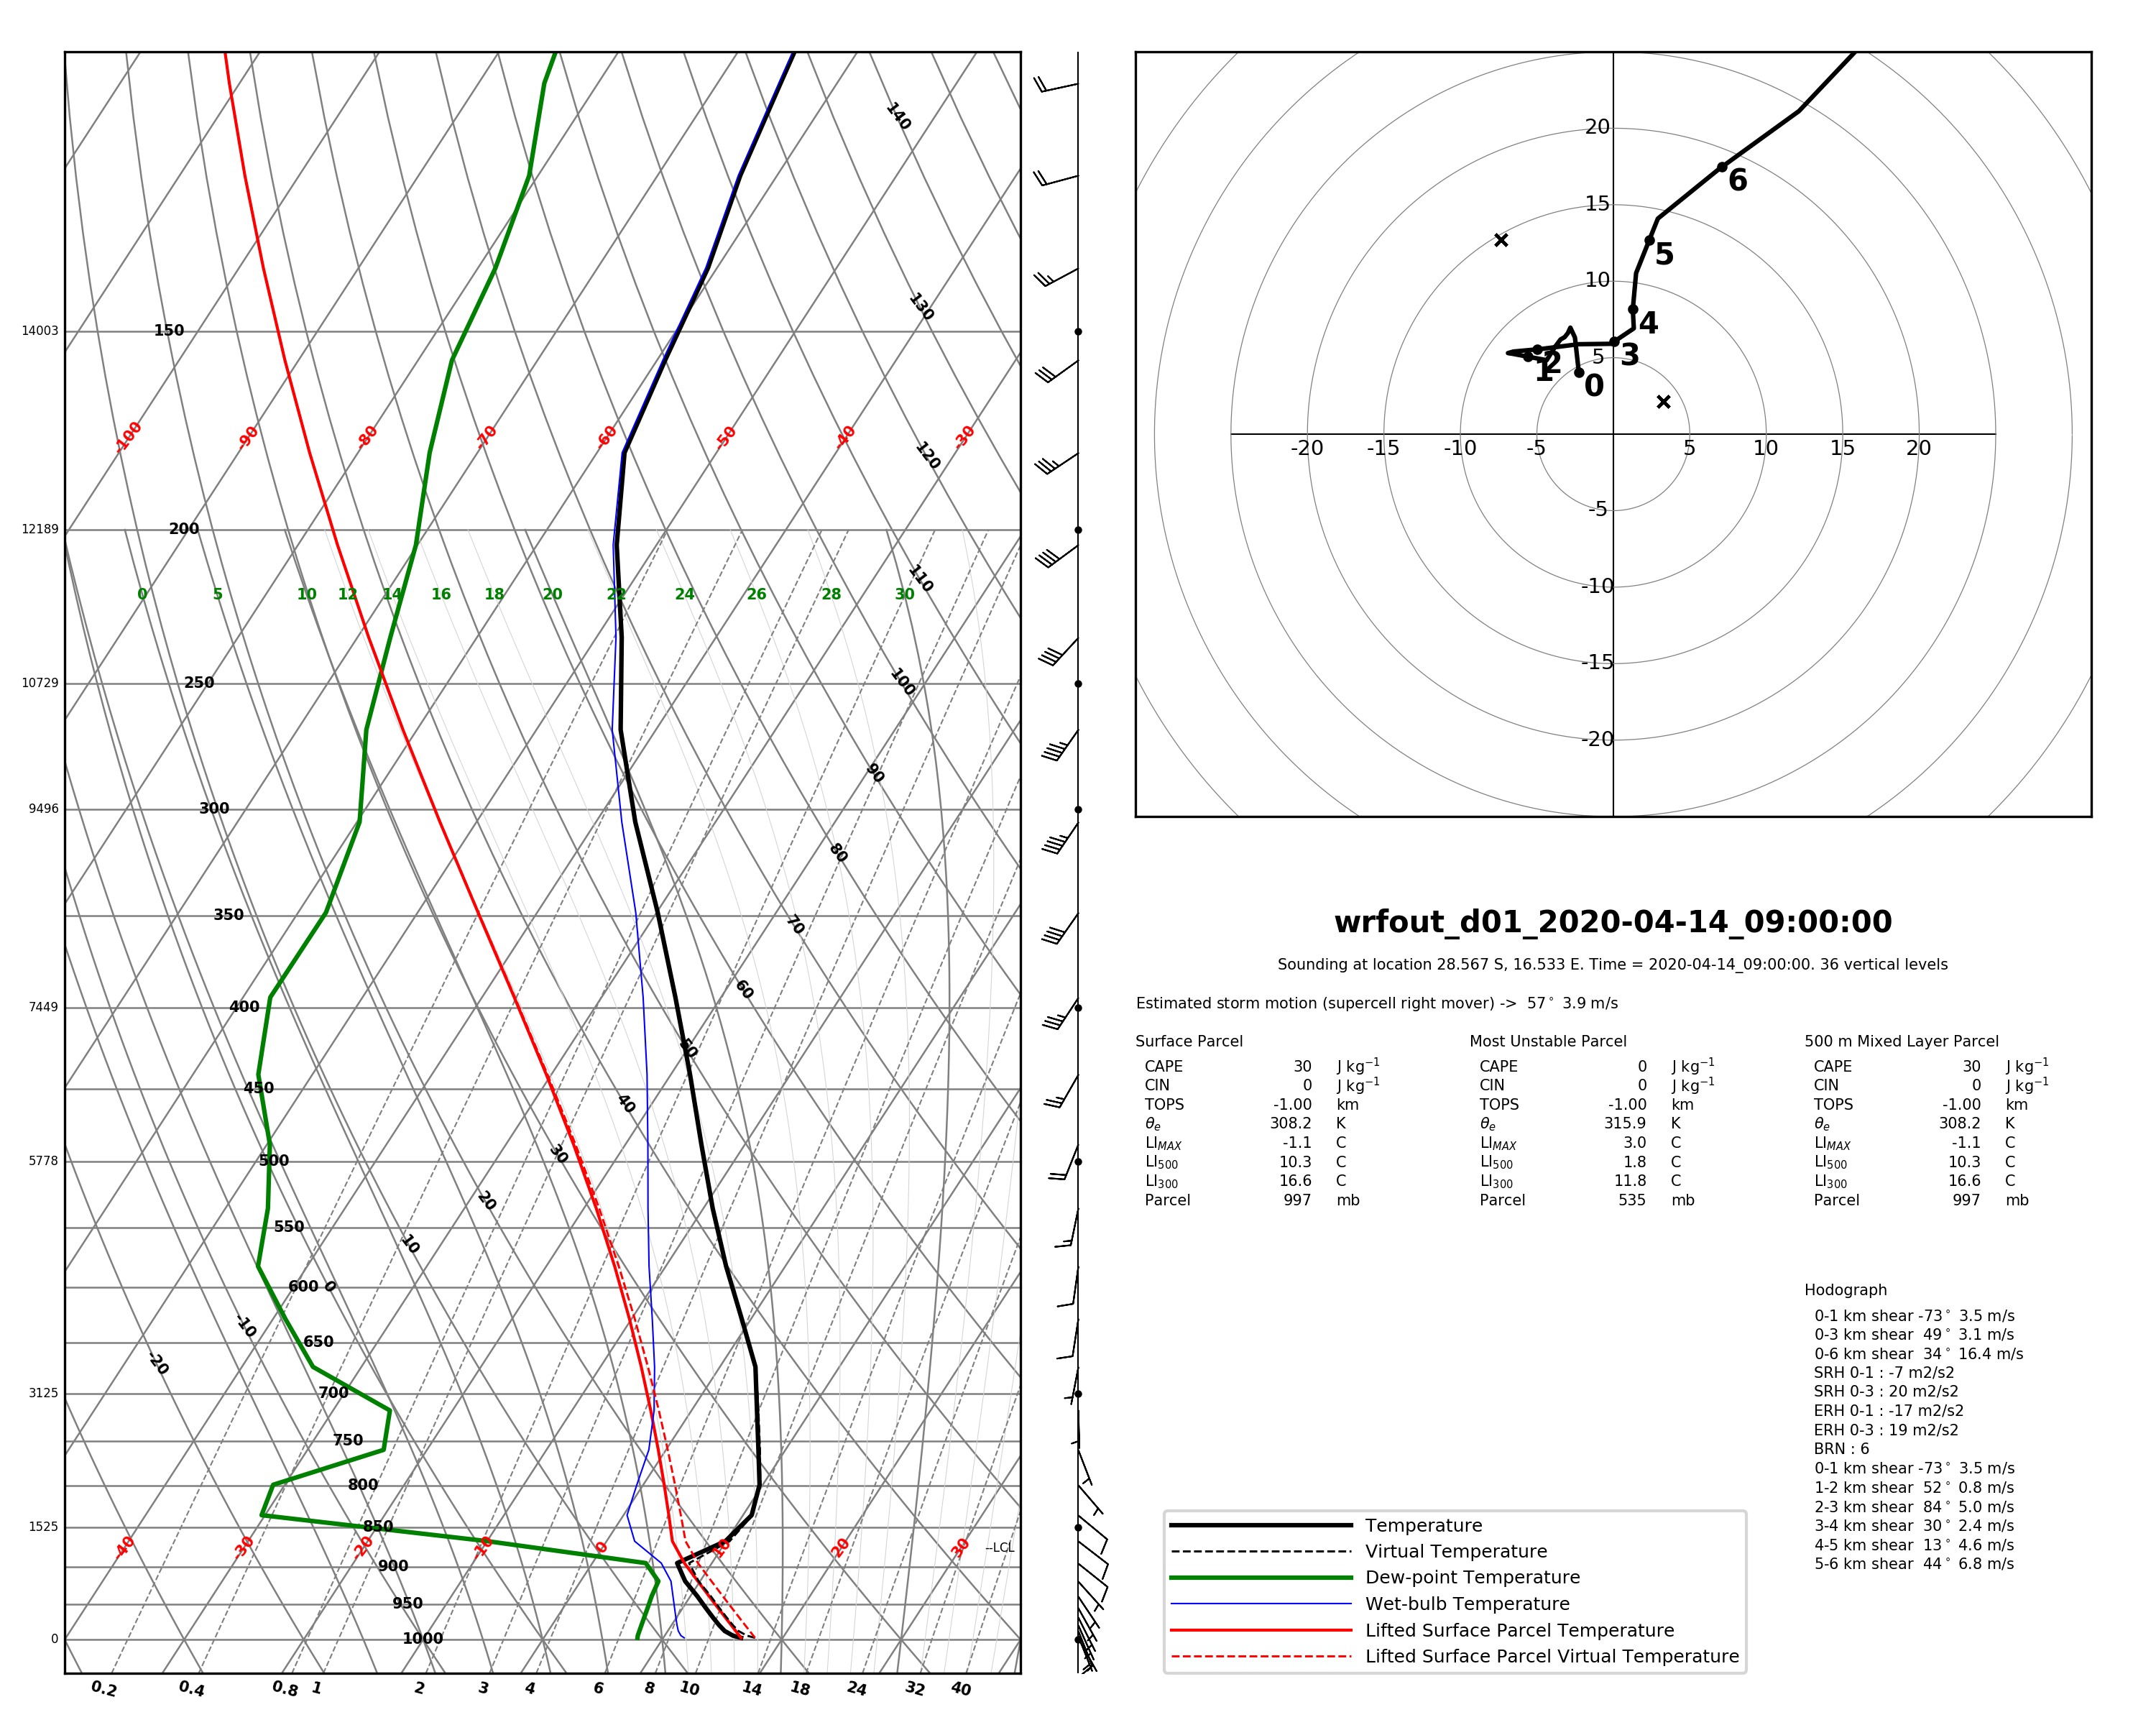 140
130
14003 150
-100 -90 -80 -70 -60 -50 -40 -30
120
12189 200
110
0 5 10 12 14 16 18 20 22 24 26 28 30
10729 250
100
90
9496 300
80
350
70
60
7449 400
50
450
40
30
5778 500
20
550
10
600 0
-10
650
-20
3125 700
750
800
1525 850
-40 -30 -20 -10 0 10 20 30
--LCL
900
950
0 1000
0.2 0.4 0.8 1 2 3 4 6 8 10 14 18 24 32 40
20
15
10
5
-20 -15 -10 -5 5 10 15 20
-5
-10
-15
-20
0
1
2
3
4
5
6
wrfout_d01_2020-04-14_09:00:00
Sounding at location 28.567 S, 16.533 E. Time = 2020-04-14_09:00:00. 36 vertical levels
Estimated storm motion (supercell right mover) -> 57° 3.9 m/s
Surface Parcel
CAPE 30 J kg⁻¹
CIN 0 J kg⁻¹
TOPS -1.00 km
θe 308.2 K
LIMAX -1.1 C
LI500 10.3 C
LI300 16.6 C
Parcel 997 mb
Most Unstable Parcel
CAPE 0 J kg⁻¹
CIN 0 J kg⁻¹
TOPS -1.00 km
θe 315.9 K
LIMAX 3.0 C
LI500 1.8 C
LI300 11.8 C
Parcel 535 mb
500 m Mixed Layer Parcel
CAPE 30 J kg⁻¹
CIN 0 J kg⁻¹
TOPS -1.00 km
θe 308.2 K
LIMAX -1.1 C
LI500 10.3 C
LI300 16.6 C
Parcel 997 mb
Hodograph
0-1 km shear -73° 3.5 m/s
0-3 km shear 49° 3.1 m/s
0-6 km shear 34° 16.4 m/s
SRH 0-1 : -7 m2/s2
SRH 0-3 : 20 m2/s2
ERH 0-1 : -17 m2/s2
ERH 0-3 : 19 m2/s2
BRN : 6
0-1 km shear -73° 3.5 m/s
1-2 km shear 52° 0.8 m/s
2-3 km shear 84° 5.0 m/s
3-4 km shear 30° 2.4 m/s
4-5 km shear 13° 4.6 m/s
5-6 km shear 44° 6.8 m/s
Temperature
Virtual Temperature
Dew-point Temperature
Wet-bulb Temperature
Lifted Surface Parcel Temperature
Lifted Surface Parcel Virtual Temperature